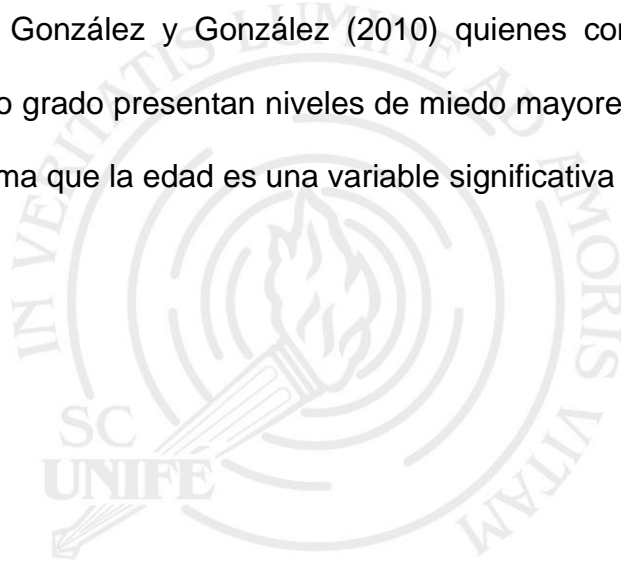 González y González (2010) quienes con
o grado presentan niveles de miedo mayore
ma que la edad es una variable significativa
IN VERITATIS LUMINE AD AMORIS VITAM
SC
UNIFÉ